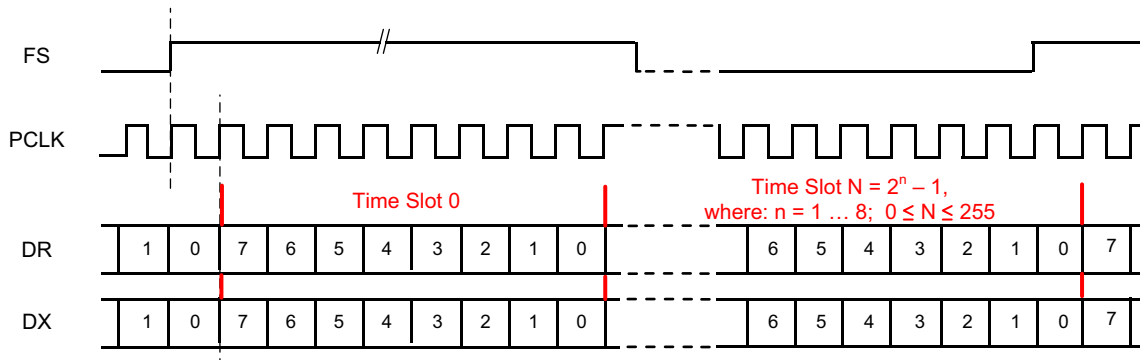 FS
PCLK
Time Slot 0
Time Slot N = 2ⁿ – 1,
where: n = 1 … 8; 0 ≤ N ≤ 255
DR 1 0 7 6 5 4 3 2 1 0 6 5 4 3 2 1 0 7
DX 1 0 7 6 5 4 3 2 1 0 6 5 4 3 2 1 0 7